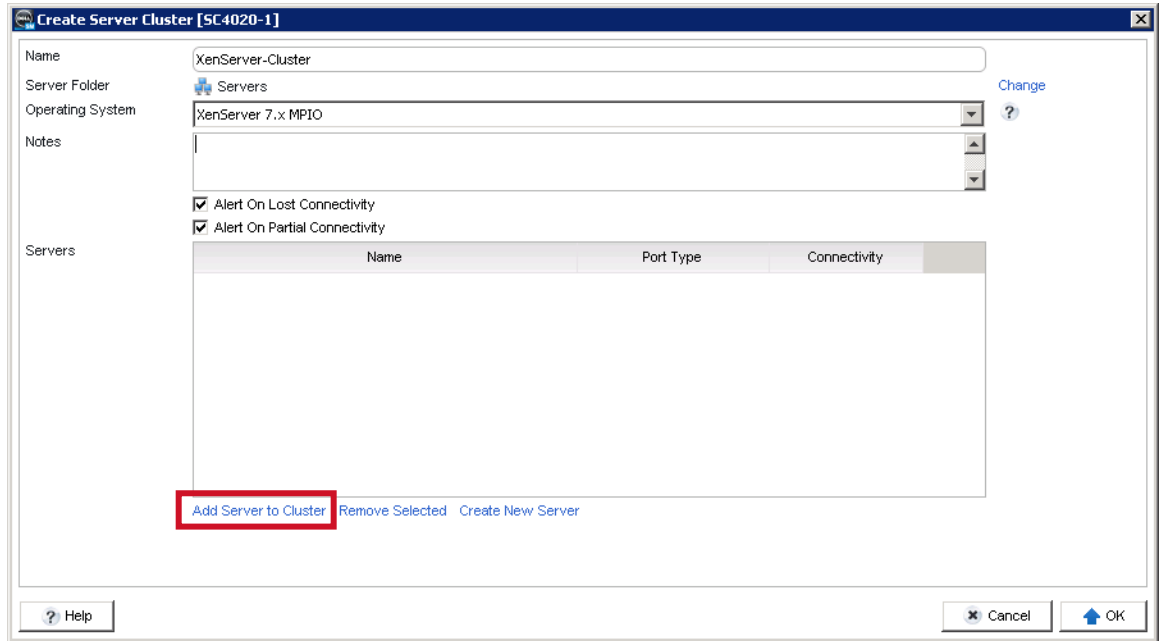 Create Server Cluster [SC4020-1]
Name
XenServer-Cluster
Server Folder
Servers
Change
Operating System
XenServer 7.x MPIO
?
Notes
Alert On Lost Connectivity
Alert On Partial Connectivity
Servers
Name Port Type Connectivity
Add Server to Cluster Remove Selected Create New Server
? Help
Cancel
OK